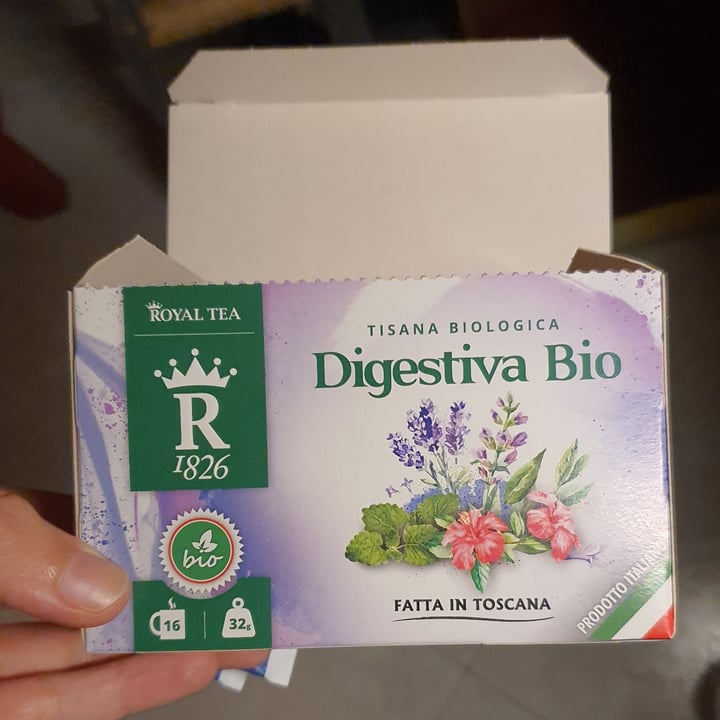 ROYAL TEA
R
1826
bio
16
32g
TISANA BIOLOGICA
Digestiva Bio
FATTA IN TOSCANA
PRODOTTO ITALIANO